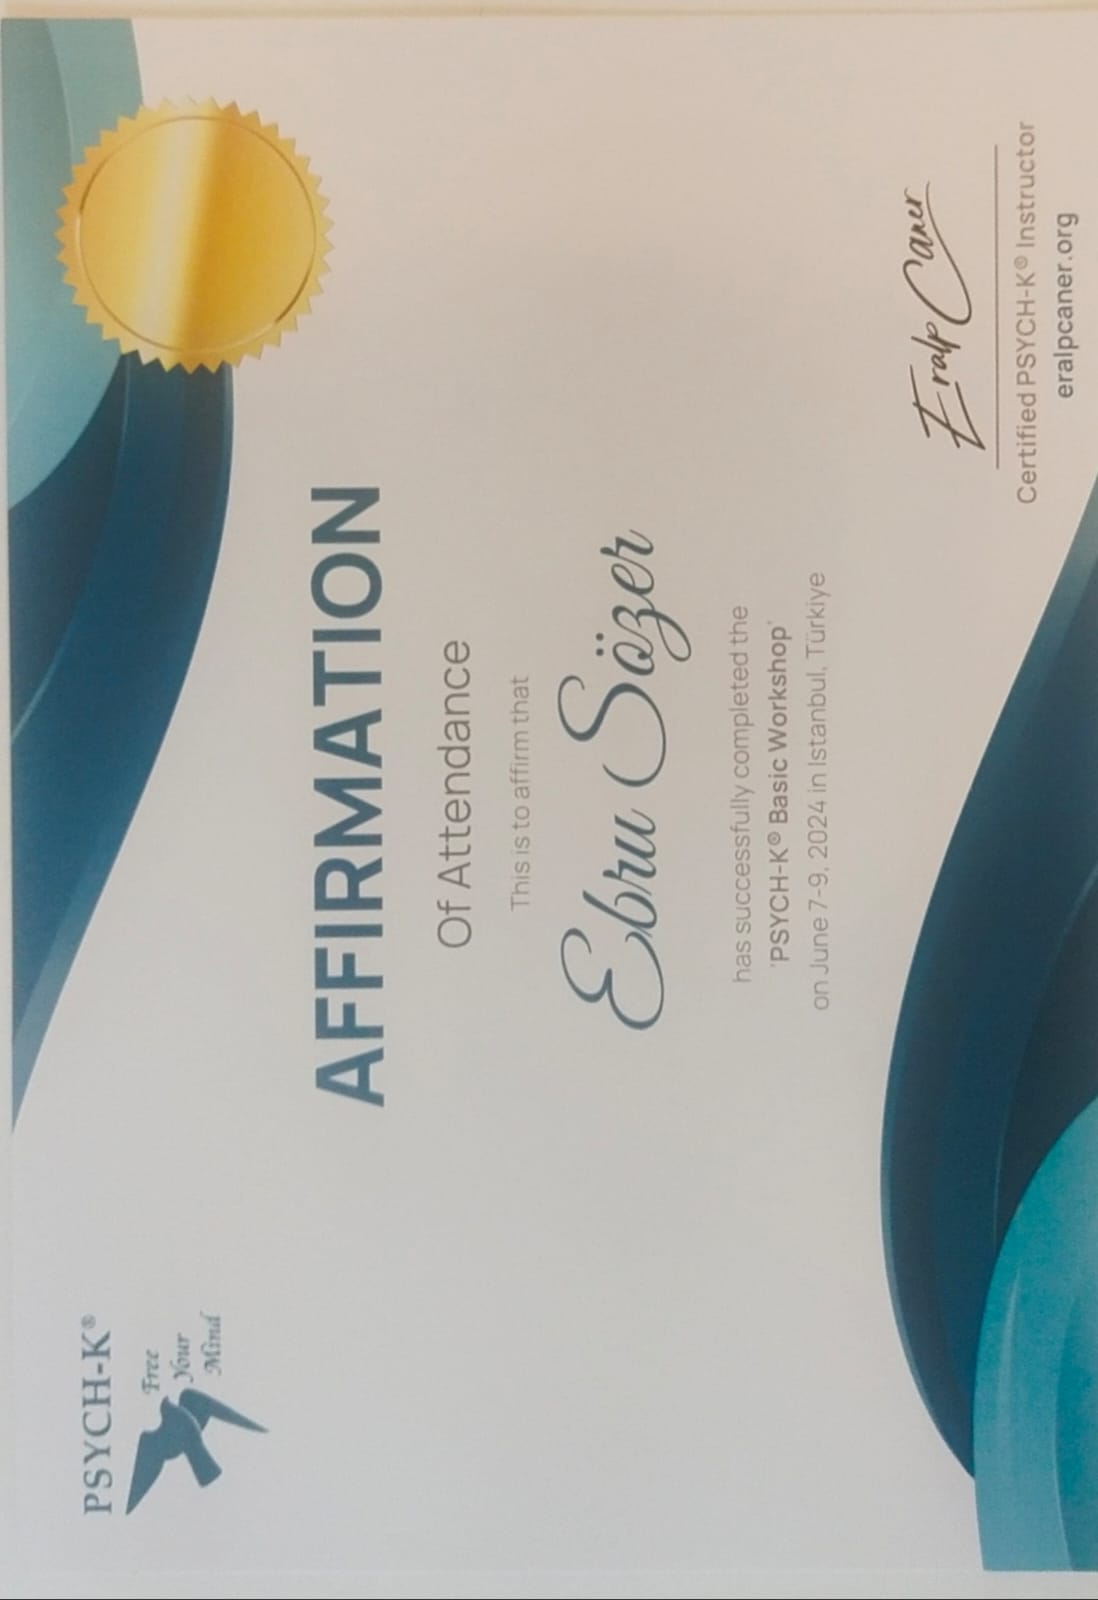 PSYCH-K®
Free
Your
Mind
AFFIRMATION
Of Attendance
This is to affirm that
Ebru Sözer
has successfully completed the
'PSYCH-K® Basic Workshop'
on June 7-9, 2024 in Istanbul, Türkiye
Eralp Caner
Certified PSYCH-K® Instructor
eralpcaner.org